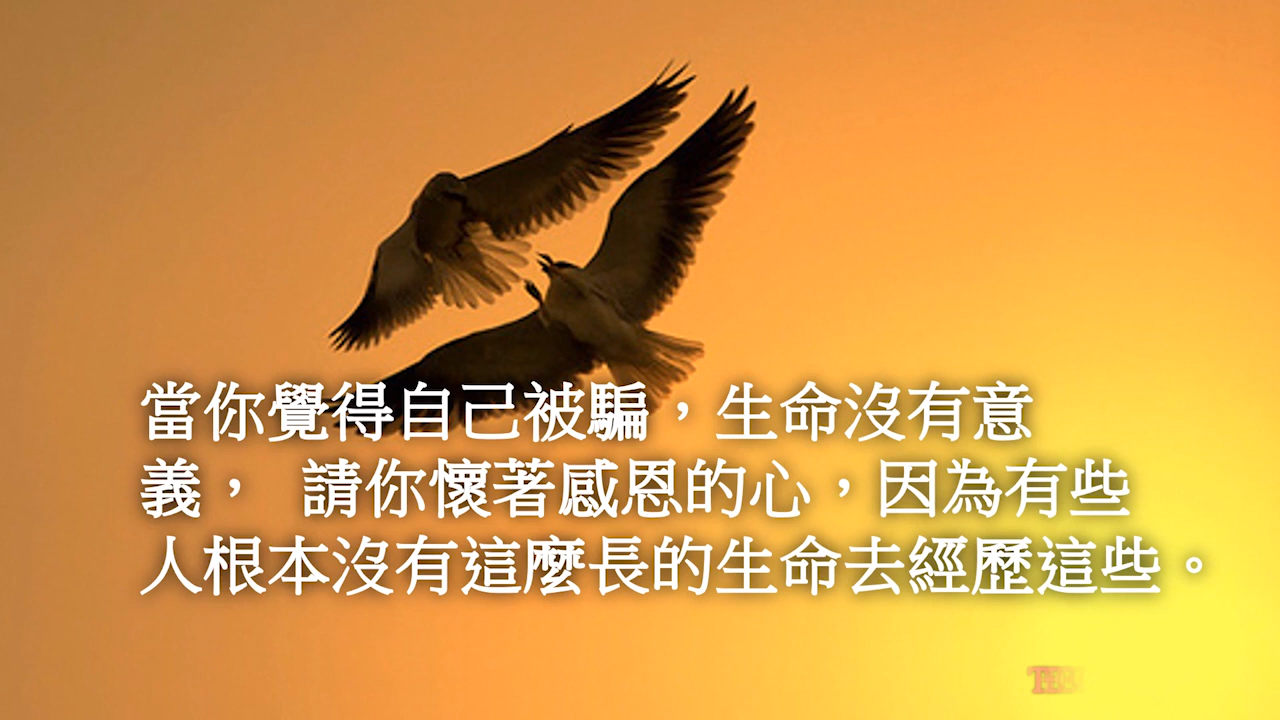 當你覺得自己被騙，生命沒有意
義， 請你懷著感恩的心，因為有些
人根本沒有這麼長的生命去經歷這些。